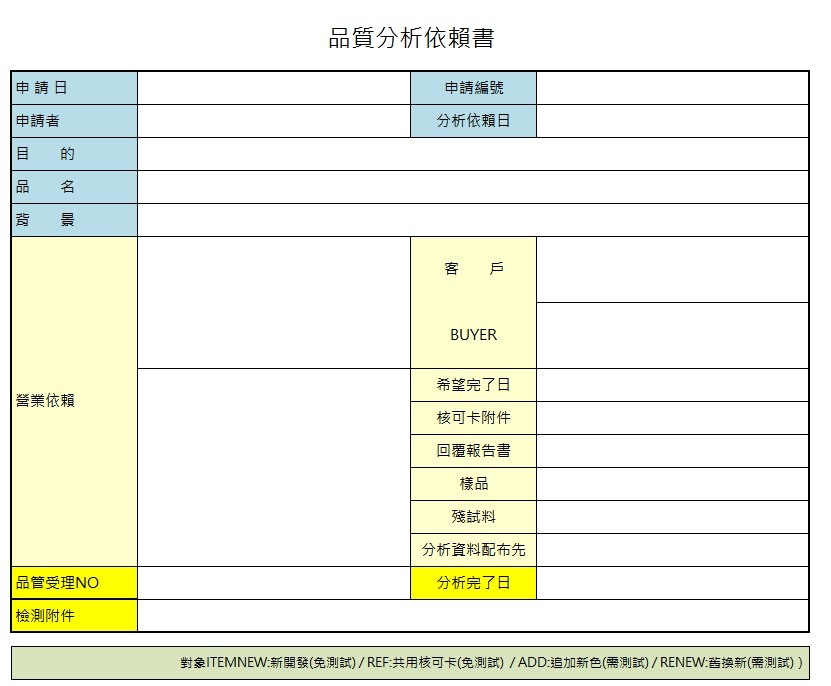 品質分析依賴書
申 請 日 申請編號
申請者 分析依賴日
目 的
品 名
背 景
客 戶
BUYER
營業依賴
希望完了日
核可卡附件
回覆報告書
樣品
殘試料
分析資料配布先
品管受理NO 分析完了日
檢測附件
對象ITEMNEW:新開發(免測試) / REF:共用核可卡(免測試) / ADD:追加新色(需測試) / RENEW:舊換新(需測試) )